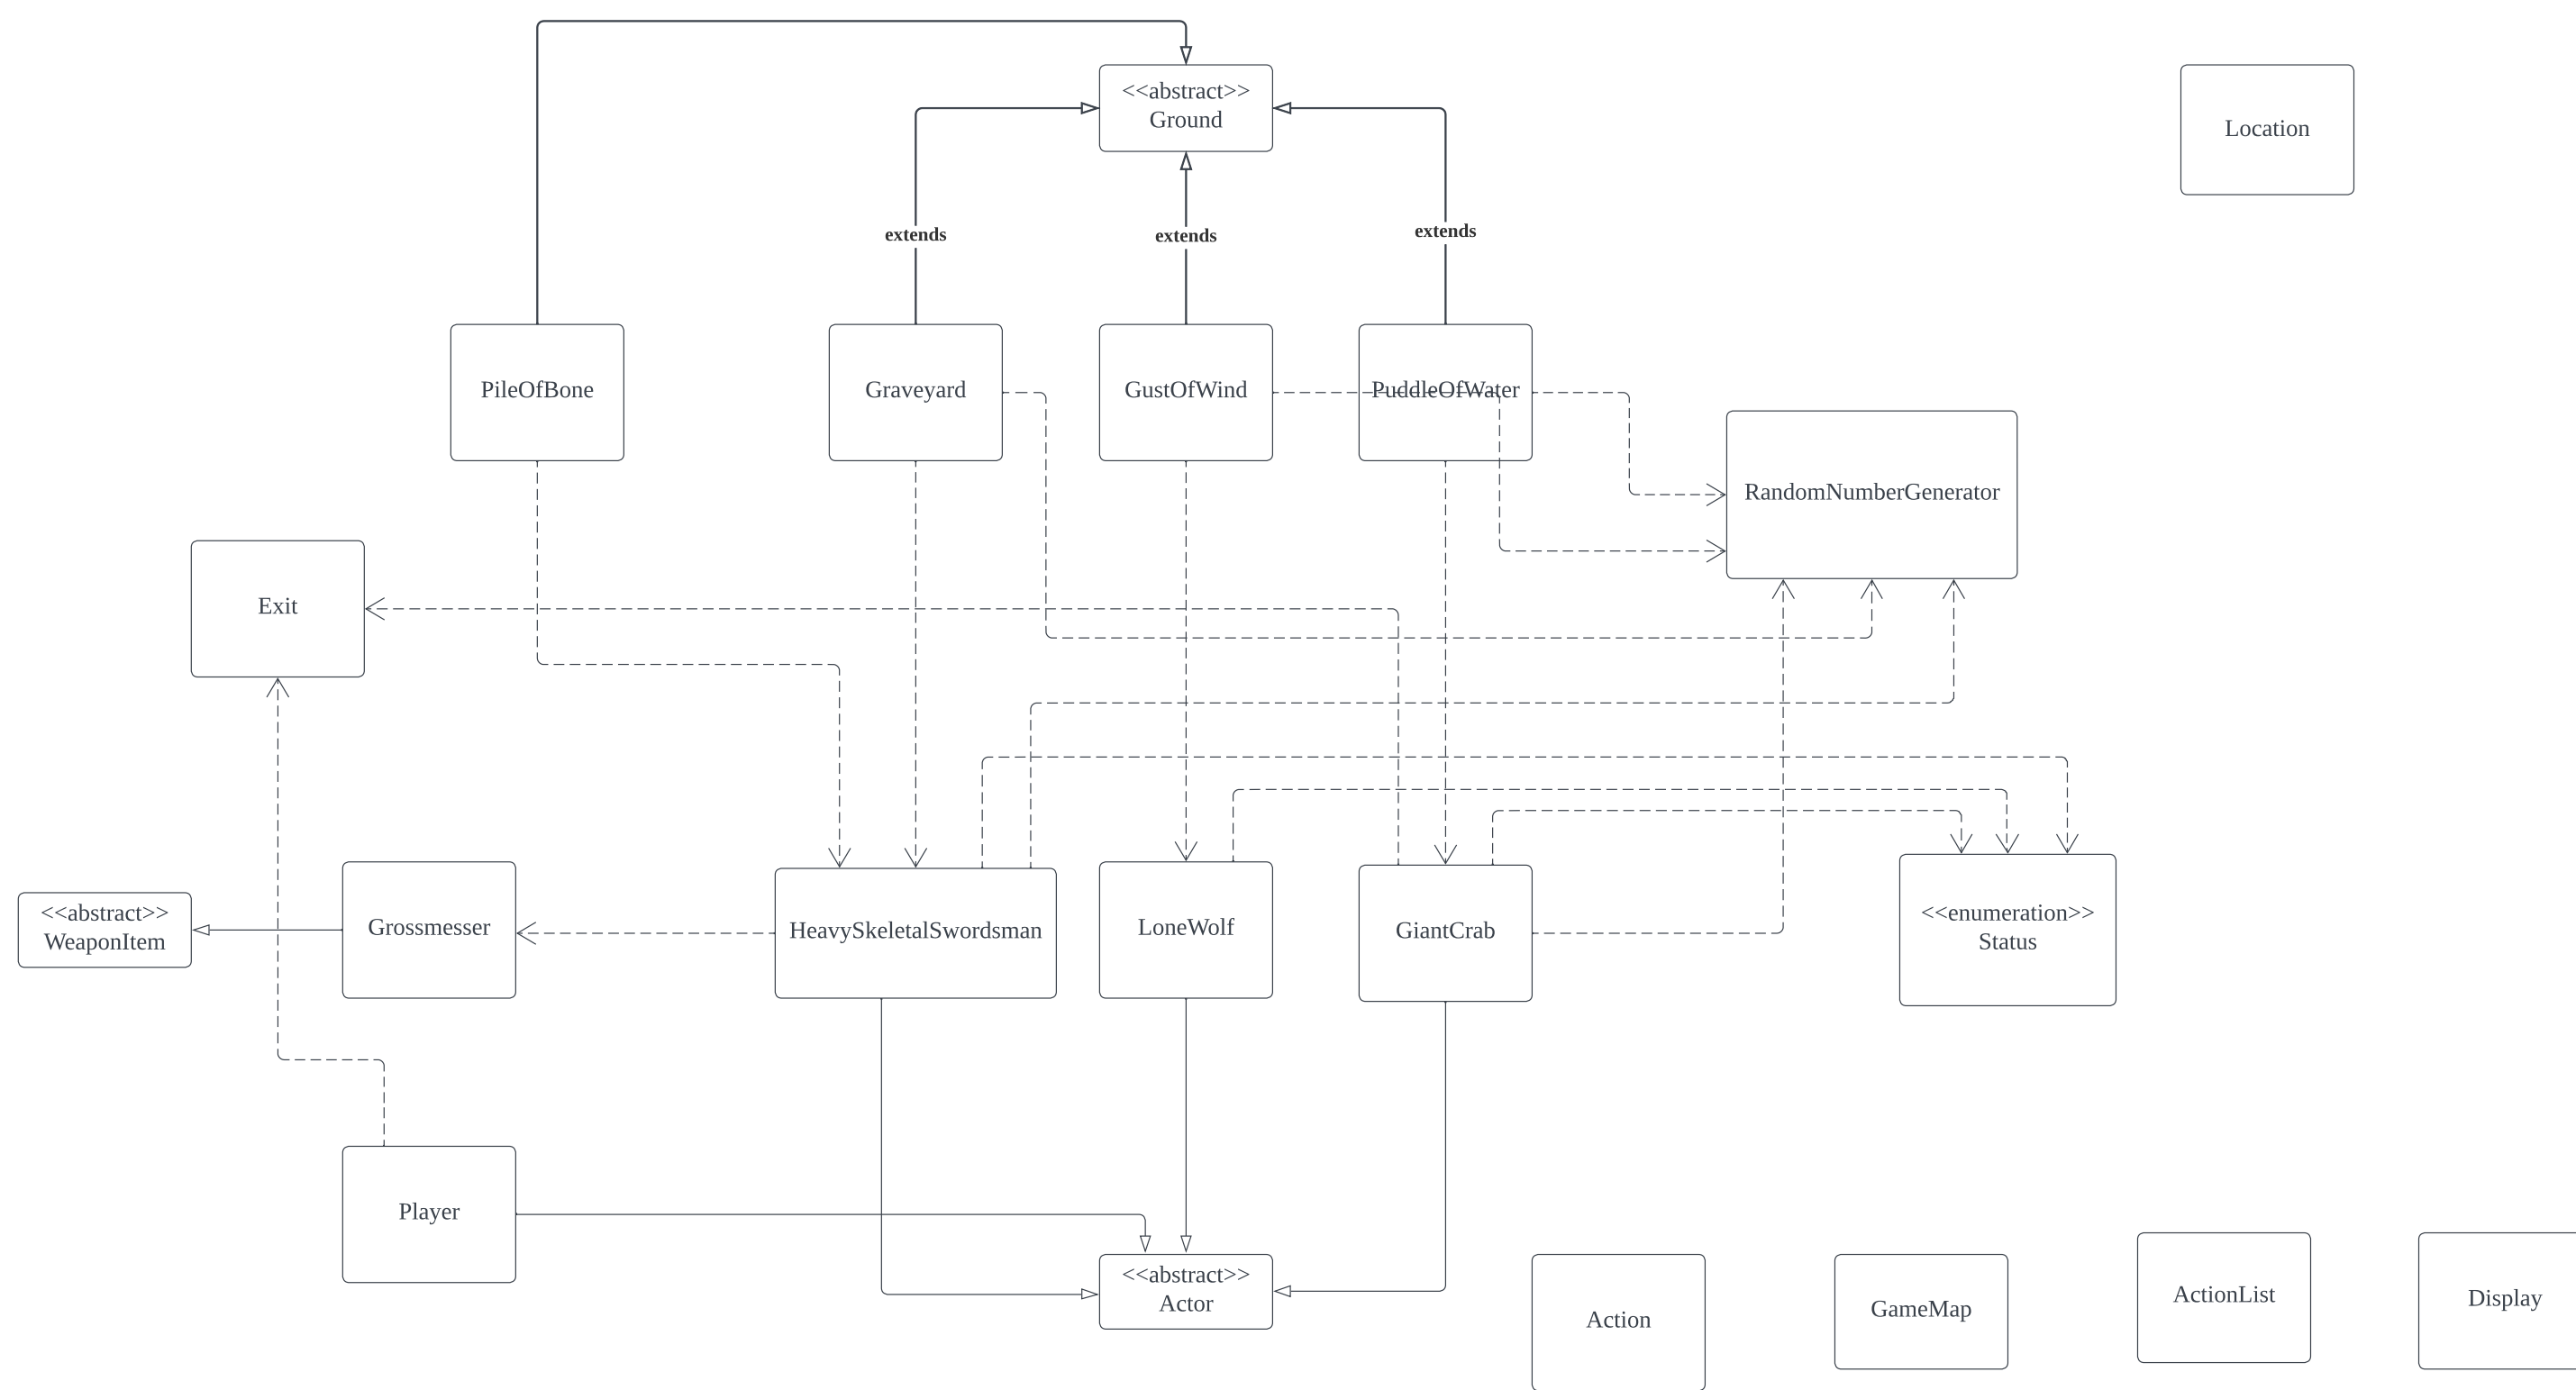 <<abstract>>
Ground
Location
extends
extends
extends
PileOfBone
Graveyard
GustOfWind
PuddleOfWater
RandomNumberGenerator
Exit
<<abstract>>
WeaponItem
Grossmesser
HeavySkeletalSwordsman
LoneWolf
GiantCrab
<<enumeration>>
Status
Player
<<abstract>>
Actor
Action
GameMap
ActionList
Display